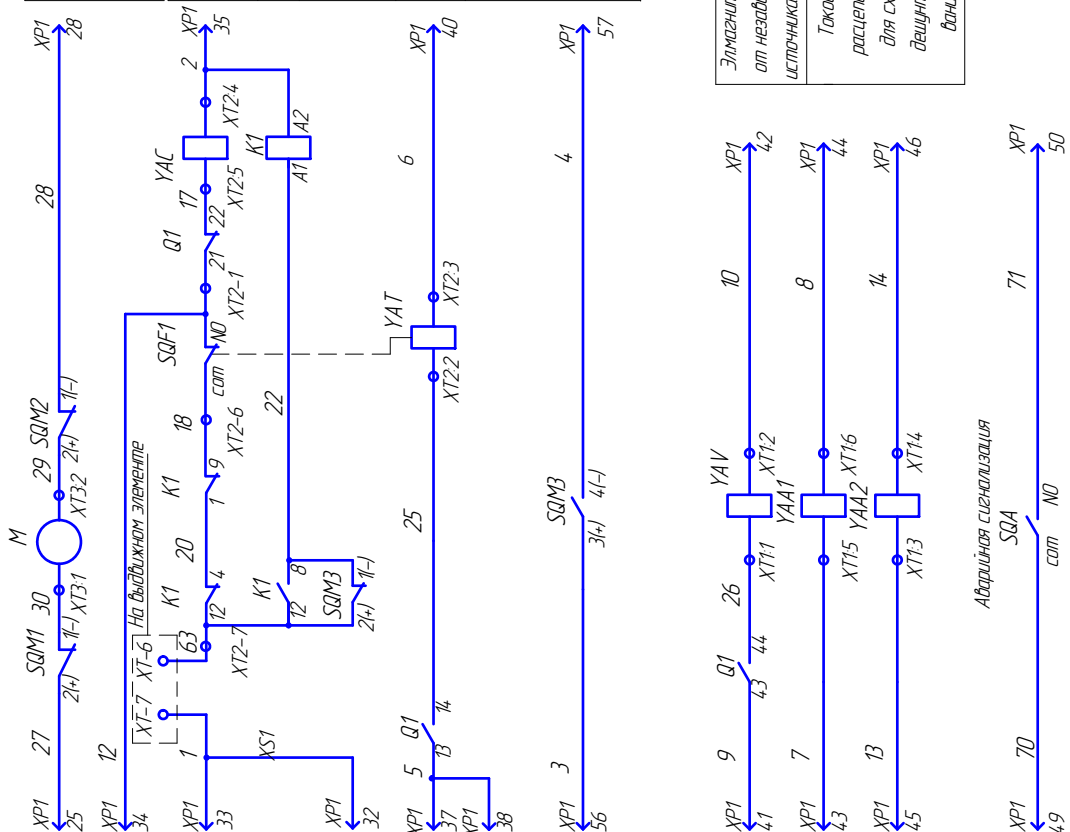 XP1
25
27
SQM1
2(+)
1(-)
30
XT3:1
M
XT3:2
29
SQM2
2(+)
1(-)
28
XP1
28
XP1
34
12
На выдвижном элементе
XT-7
XT-6
XP1
33
1
63
XT2-7
K1
12
4
20
K1
1
9
18
XT2-6
SQF1
com
NO
XT2-1
Q1
21
22
17
XT2:5
YAC
XT2:4
2
XP1
35
XS1
XP1
32
K1
12
8
SQM3
2(+)
1(-)
22
K1
A1
A2
XP1
37
XP1
38
5
Q1
13
14
25
XT2:2
YAT
XT2:3
6
XP1
40
XP1
56
3
SQM3
3(+)
4(-)
4
XP1
57
Эл.магнит
от незав
источника
Токов
расцеп
для сх
дешун
ван
XP1
41
9
Q1
43
44
26
XT1:1
YAV
XT1:2
10
XP1
42
XP1
43
7
XT1:5
YAA1
XT1:6
8
XP1
44
XP1
45
13
XT1:3
YAA2
XT1:4
14
XP1
46
Аварийная сигнализация
XP1
49
70
SQA
com
NO
71
XP1
50